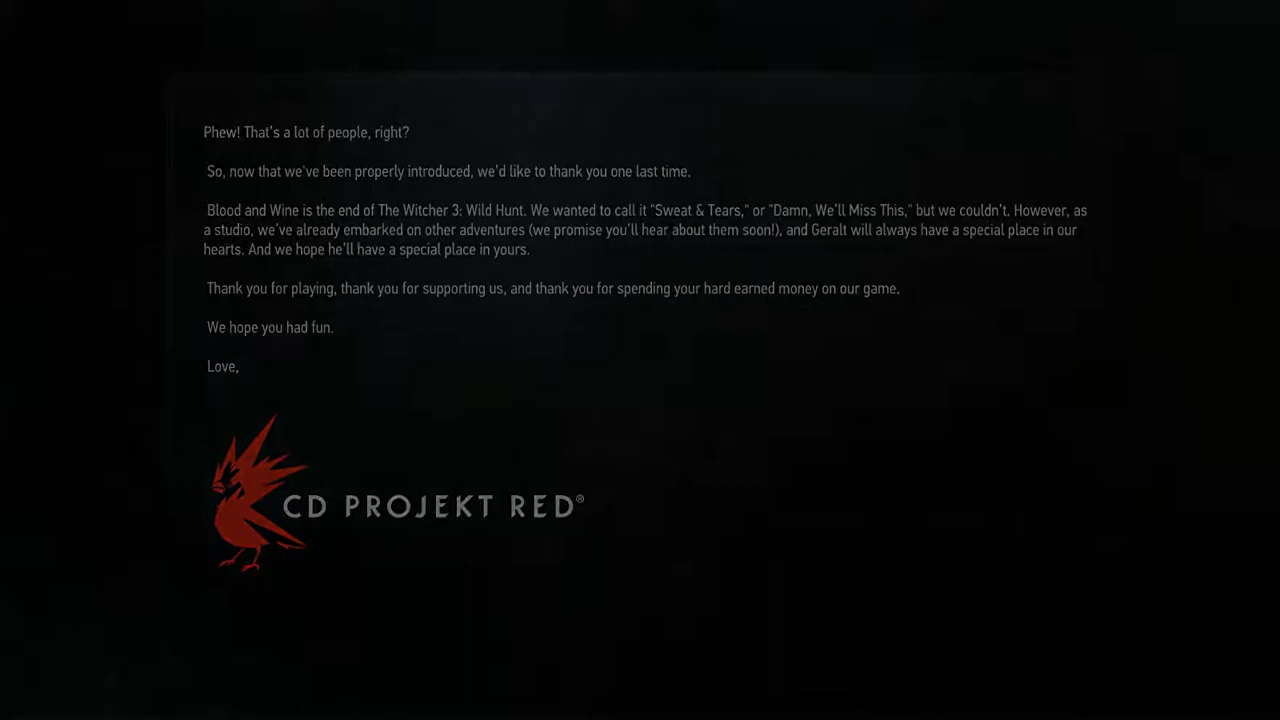 Phew! That's a lot of people, right?
So, now that we've been properly introduced, we'd like to thank you one last time.
Blood and Wine is the end of The Witcher 3: Wild Hunt. We wanted to call it "Sweat & Tears," or "Damn, We'll Miss This," but we couldn't. However, as
a studio, we've already embarked on other adventures (we promise you'll hear about them soon!), and Geralt will always have a special place in our
hearts. And we hope he'll have a special place in yours.
Thank you for playing, thank you for supporting us, and thank you for spending your hard earned money on our game.
We hope you had fun.
Love,
CD PROJEKT RED®